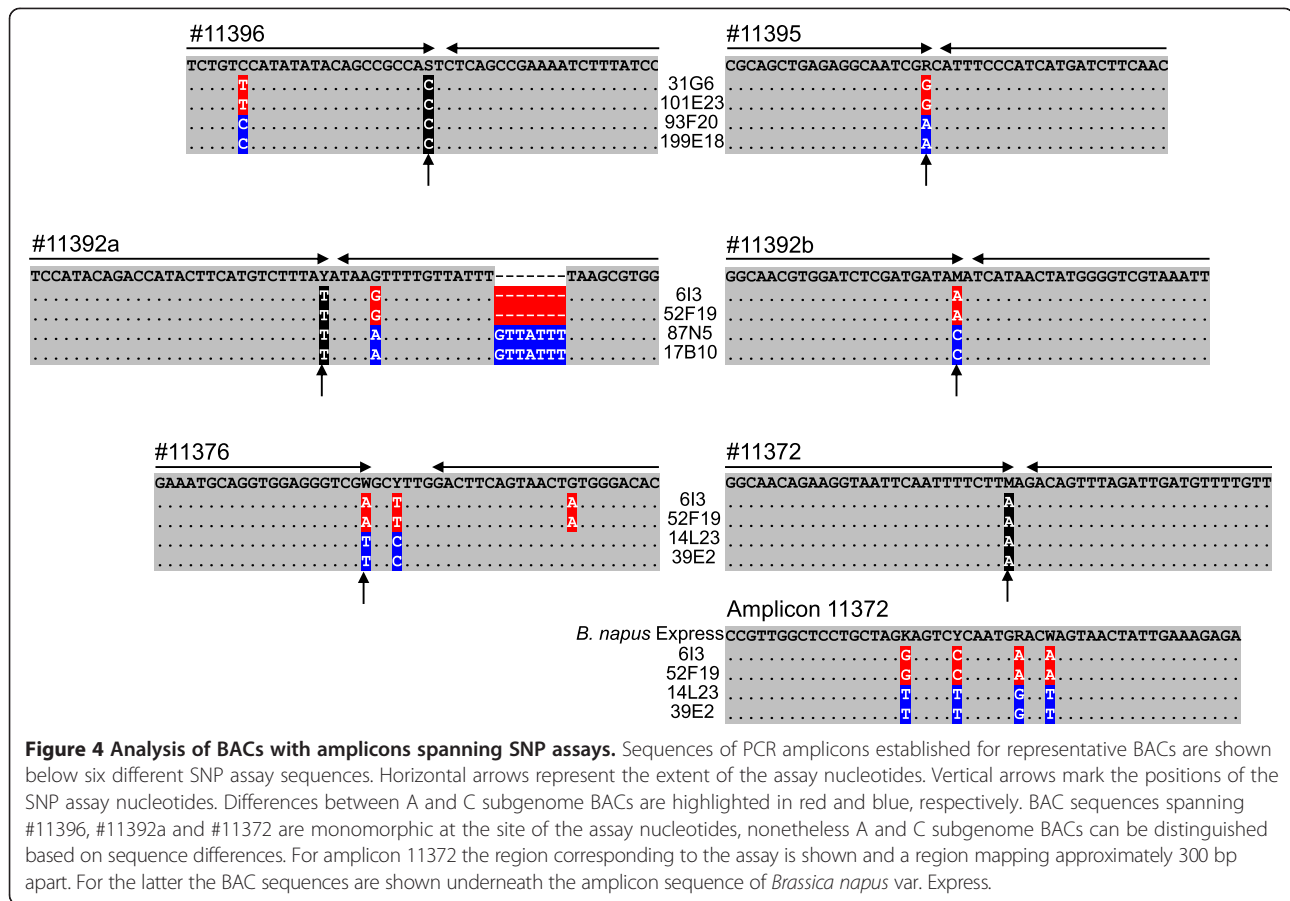 #11396
TCTGTCCATATATACAGCCGCCASTCTCAGCCGAAAATCTTTATCC
T C 31G6
T C 101E23
C C 93F20
C C 199E18
#11395
CGCAGCTGAGAGGCAATCGRCATTTCCCATCATGATCTTCAAC
G
G
A
A
#11392a
TCCATACAGACCATACTTCATGTCTTTAYATAAGTTTTGTTATTT-------TAAGCGTGG
T G ------- 6I3
T G ------- 52F19
T A GTTATTT 87N5
T A GTTATTT 17B10
#11392b
GGCAACGTGGATCTCGATGATAMATCATAACTATGGGGTCGTAAATT
A
A
C
C
#11376
GAAATGCAGGTGGAGGGTCGWGCYTTGGACTTCAGTAACTGTGGGACAC
A T A 6I3
A T A 52F19
T C 14L23
T C 39E2
#11372
GGCAACAGAAGGTAATTCAATTTTCTTMAGACAGTTTAGATTGATGTTTTGTT
A
A
A
A
Amplicon 11372
B. napus Express CCGTTGGCTCCTGCTAGKAGTCYCAATGRACWAGTAACTATTGAAAGAGA
6I3 G C A A
52F19 G C A A
14L23 T T G T
39E2 T T G T
Figure 4 Analysis of BACs with amplicons spanning SNP assays. Sequences of PCR amplicons established for representative BACs are shown
below six different SNP assay sequences. Horizontal arrows represent the extent of the assay nucleotides. Vertical arrows mark the positions of the
SNP assay nucleotides. Differences between A and C subgenome BACs are highlighted in red and blue, respectively. BAC sequences spanning
#11396, #11392a and #11372 are monomorphic at the site of the assay nucleotides, nonetheless A and C subgenome BACs can be distinguished
based on sequence differences. For amplicon 11372 the region corresponding to the assay is shown and a region mapping approximately 300 bp
apart. For the latter the BAC sequences are shown underneath the amplicon sequence of Brassica napus var. Express.